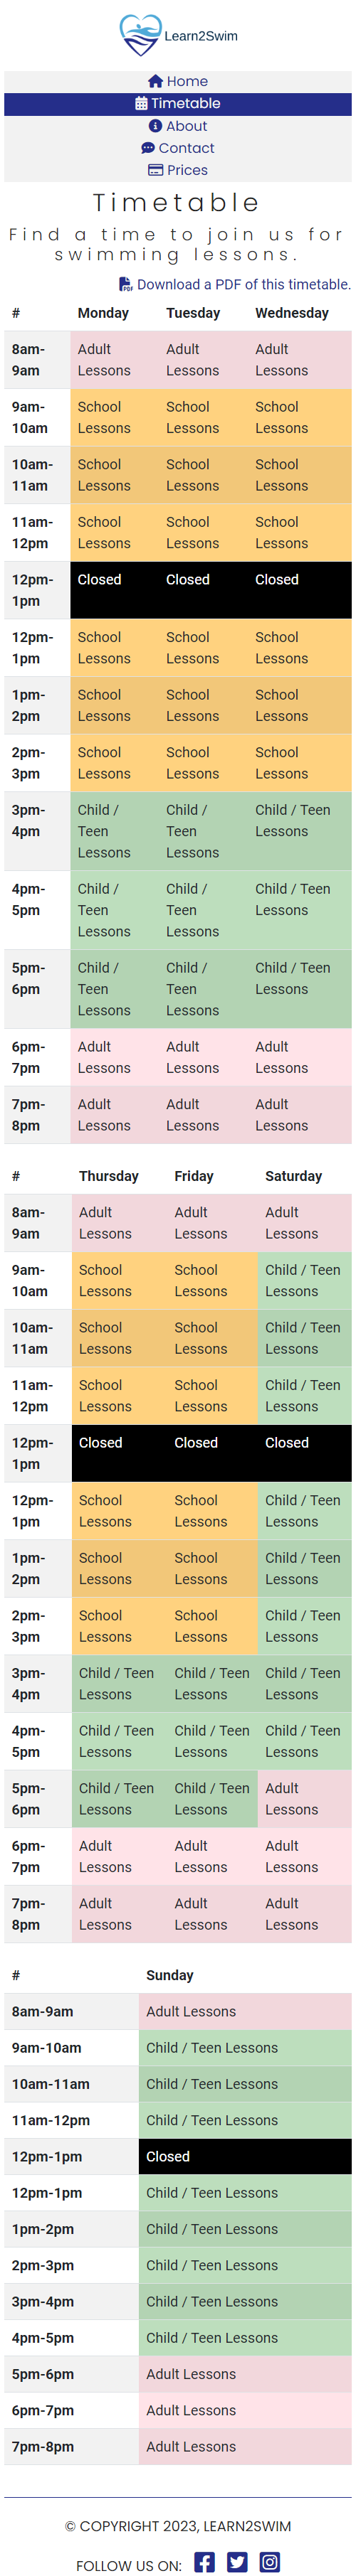 Learn2Swim
Home
Timetable
About
Contact
Prices
Timetable
Find a time to join us for
swimming lessons.
Download a PDF of this timetable.
# Monday Tuesday Wednesday
8am- Adult Adult Adult
9am Lessons Lessons Lessons
9am- School School School
10am Lessons Lessons Lessons
10am- School School School
11am Lessons Lessons Lessons
11am- School School School
12pm Lessons Lessons Lessons
12pm- Closed Closed Closed
1pm
12pm- School School School
1pm Lessons Lessons Lessons
1pm- School School School
2pm Lessons Lessons Lessons
2pm- School School School
3pm Lessons Lessons Lessons
3pm- Child / Child / Child / Teen
4pm Teen Teen Lessons
Lessons Lessons
4pm- Child / Child / Child / Teen
5pm Teen Teen Lessons
Lessons Lessons
5pm- Child / Child / Child / Teen
6pm Teen Teen Lessons
Lessons Lessons
6pm- Adult Adult Adult
7pm Lessons Lessons Lessons
7pm- Adult Adult Adult
8pm Lessons Lessons Lessons
# Thursday Friday Saturday
8am- Adult Adult Adult
9am Lessons Lessons Lessons
9am- School School Child / Teen
10am Lessons Lessons Lessons
10am- School School Child / Teen
11am Lessons Lessons Lessons
11am- School School Child / Teen
12pm Lessons Lessons Lessons
12pm- Closed Closed Closed
1pm
12pm- School School Child / Teen
1pm Lessons Lessons Lessons
1pm- School School Child / Teen
2pm Lessons Lessons Lessons
2pm- School School Child / Teen
3pm Lessons Lessons Lessons
3pm- Child / Teen Child / Teen Child / Teen
4pm Lessons Lessons Lessons
4pm- Child / Teen Child / Teen Child / Teen
5pm Lessons Lessons Lessons
5pm- Child / Teen Child / Teen Adult
6pm Lessons Lessons Lessons
6pm- Adult Adult Adult
7pm Lessons Lessons Lessons
7pm- Adult Adult Adult
8pm Lessons Lessons Lessons
# Sunday
8am-9am Adult Lessons
9am-10am Child / Teen Lessons
10am-11am Child / Teen Lessons
11am-12pm Child / Teen Lessons
12pm-1pm Closed
12pm-1pm Child / Teen Lessons
1pm-2pm Child / Teen Lessons
2pm-3pm Child / Teen Lessons
3pm-4pm Child / Teen Lessons
4pm-5pm Child / Teen Lessons
5pm-6pm Adult Lessons
6pm-7pm Adult Lessons
7pm-8pm Adult Lessons
© COPYRIGHT 2023, LEARN2SWIM
FOLLOW US ON: